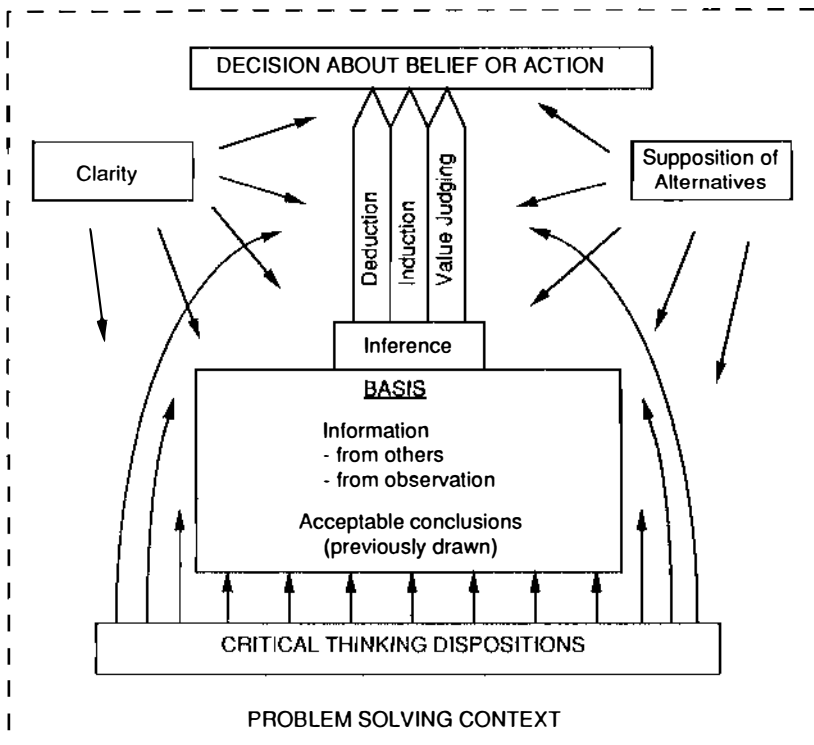 DECISION ABOUT BELIEF OR ACTION
Clarity
Supposition of
Alternatives
Deduction
Induction
Value Judging
Inference
BASIS
Information
- from others
- from observation
Acceptable conclusions
(previously drawn)
CRITICAL THINKING DISPOSITIONS
PROBLEM SOLVING CONTEXT